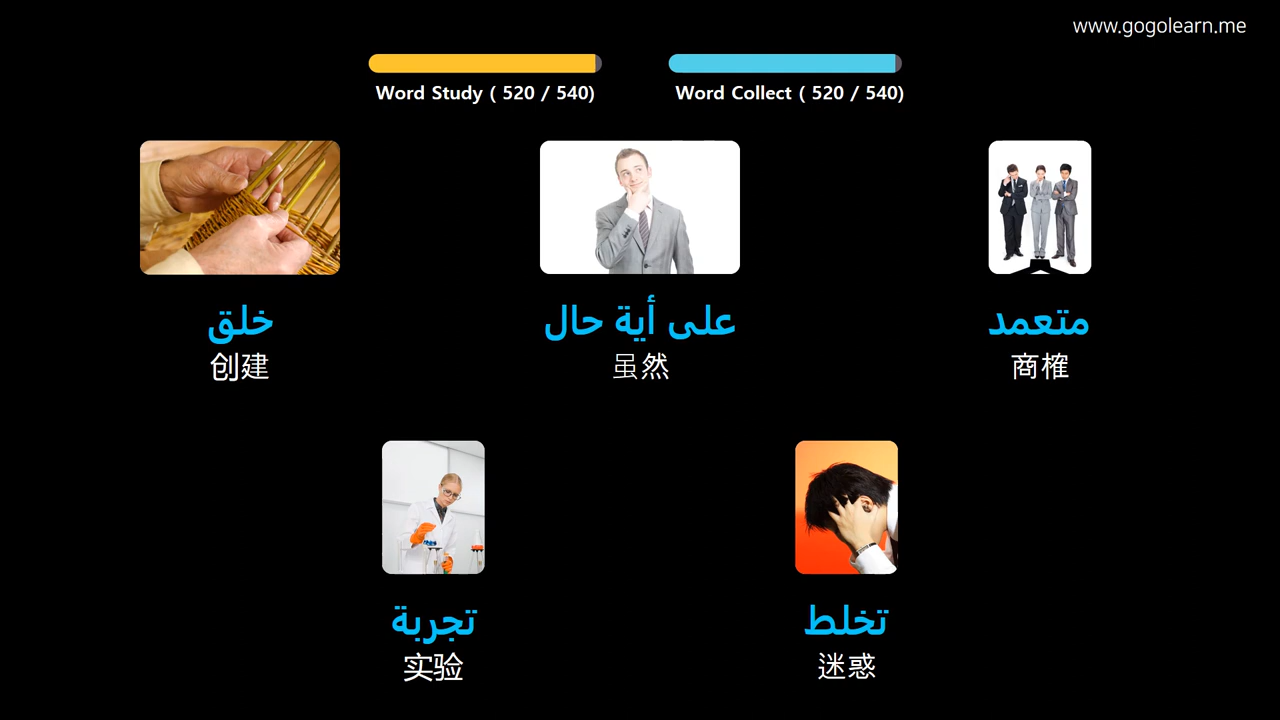 www.gogolearn.me
Word Study ( 520 / 540)
Word Collect ( 520 / 540)
خلق
创建
على أية حال
虽然
متعمد
商榷
تجربة
实验
تخلط
迷惑